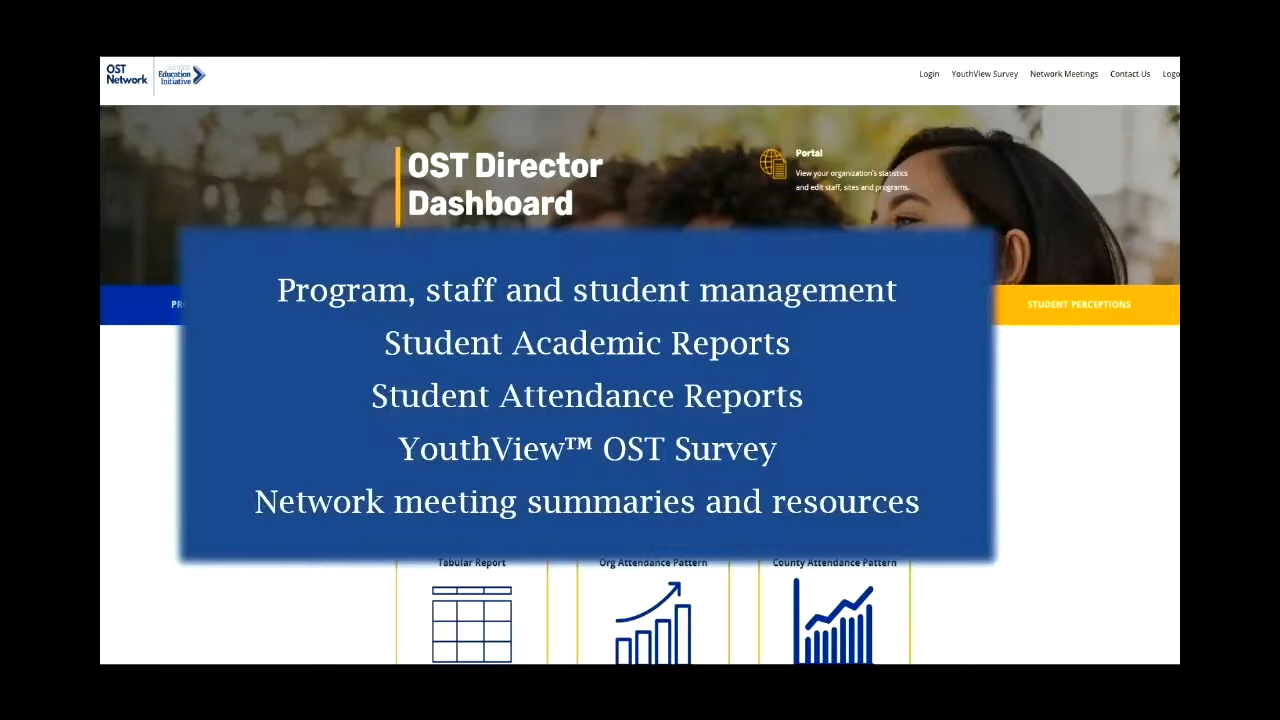 OST
Network
Summit
Education
Initiative
Login YouthView Survey Network Meetings Contact Us Logo
OST Director
Dashboard
Portal
View your organization's statistics
and edit staff, sites and programs.
STUDENT PERCEPTIONS
Program, staff and student management
Student Academic Reports
Student Attendance Reports
YouthView™ OST Survey
Network meeting summaries and resources
Tabular Report
Org Attendance Pattern
County Attendance Pattern